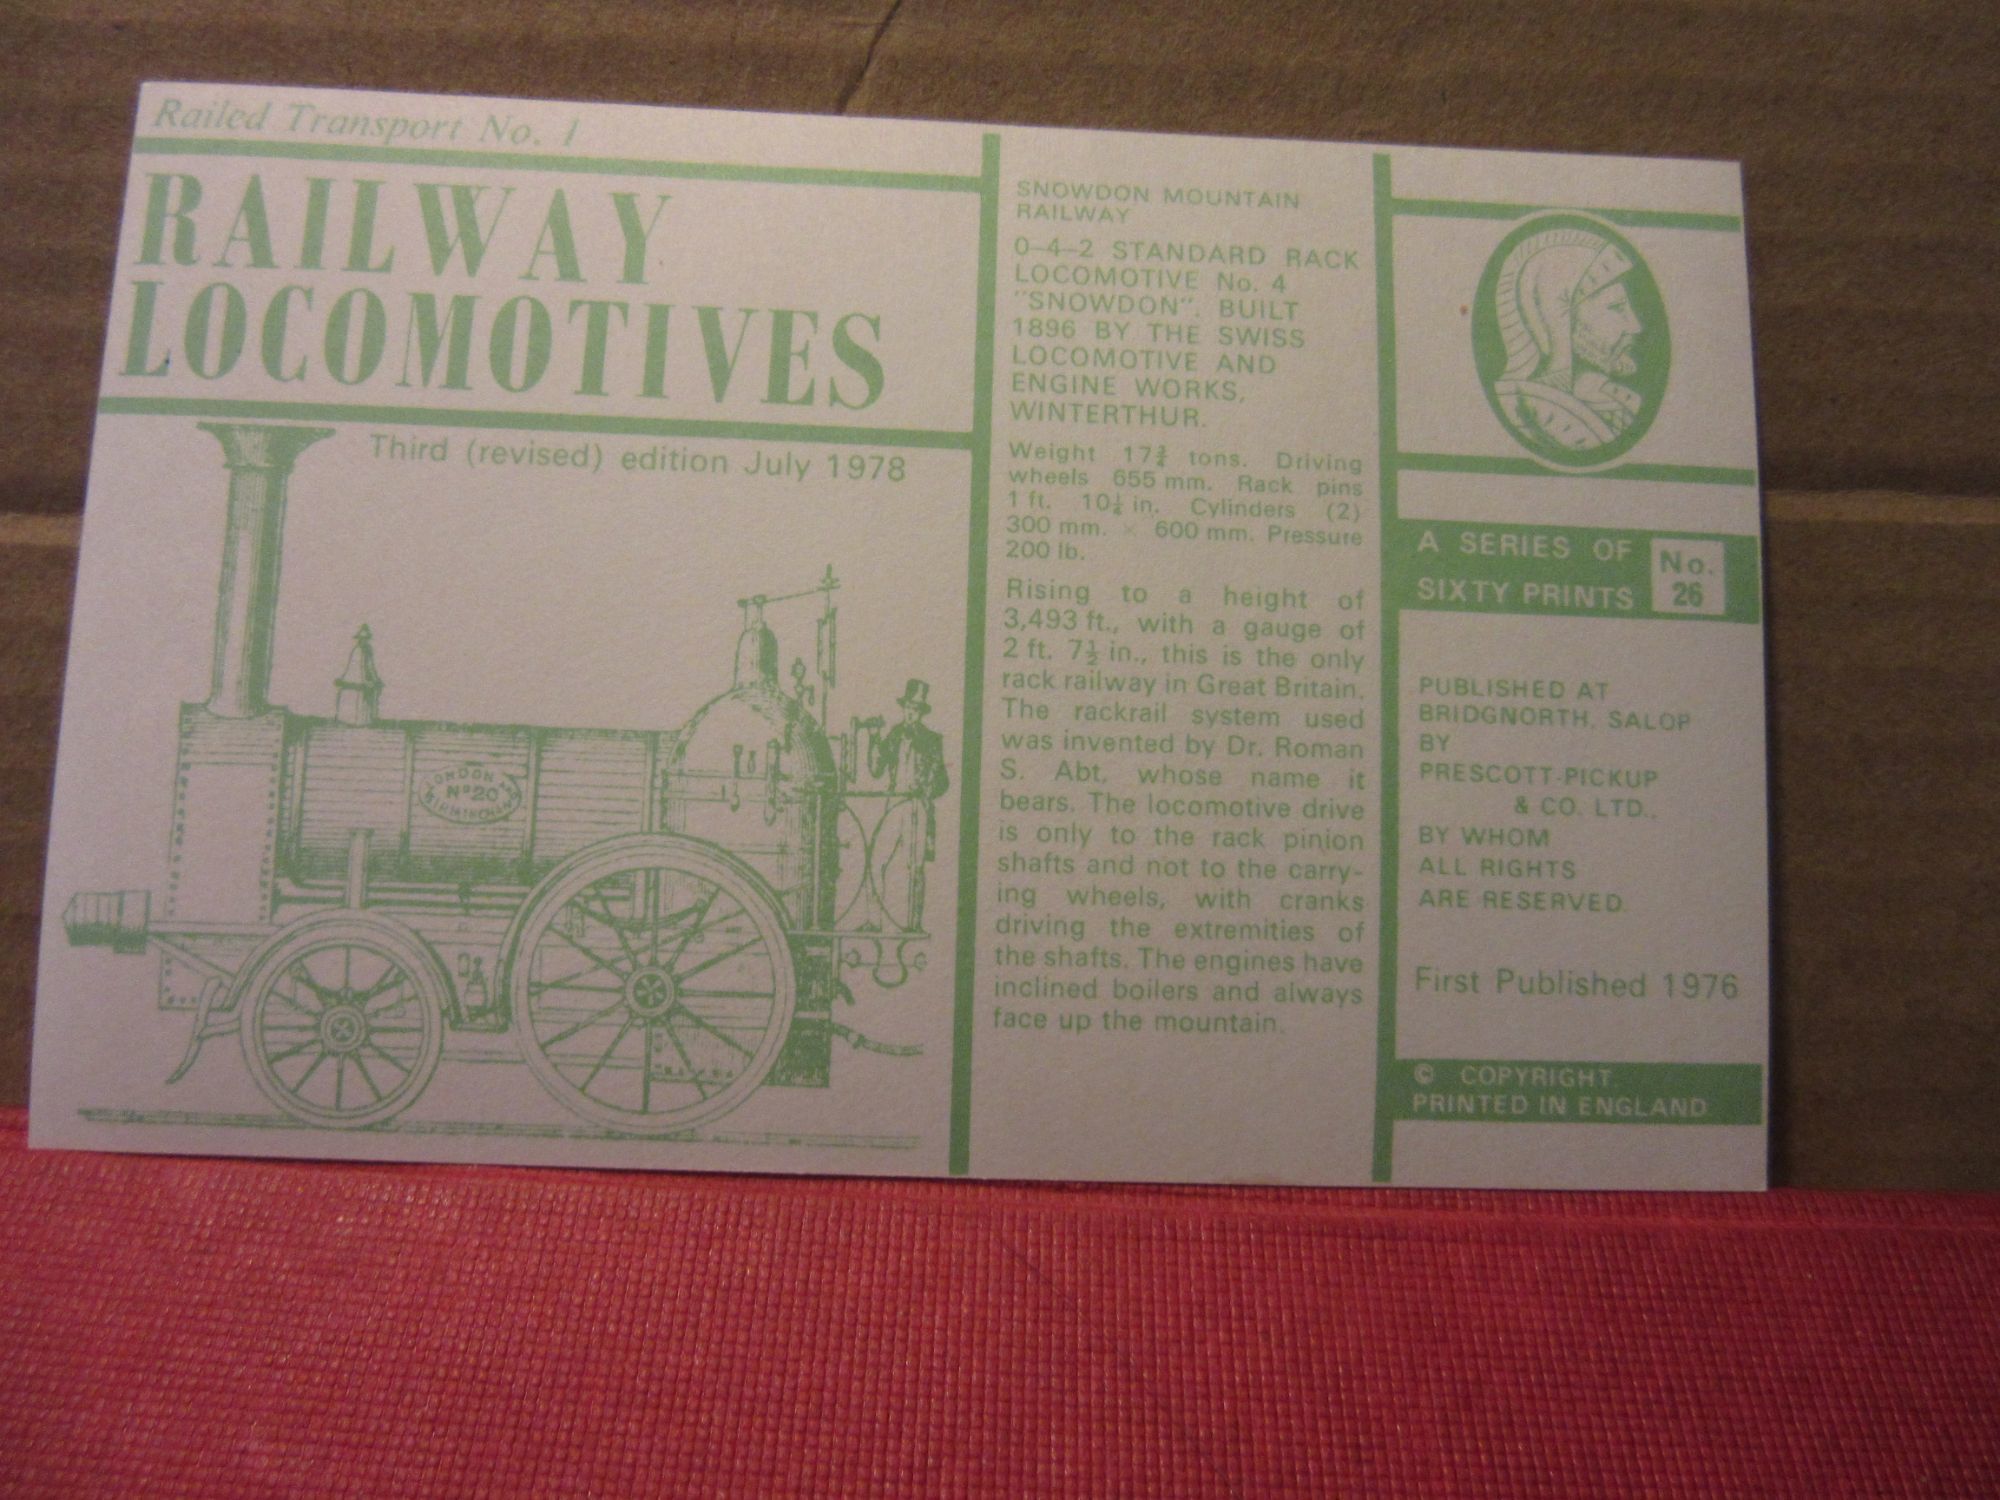 Railed Transport No. 1
RAILWAY
LOCOMOTIVES
Third (revised) edition July 1978
LONDON AND
Nº 20
BIRMINGHAM
SNOWDON MOUNTAIN
RAILWAY
0–4–2 STANDARD RACK
LOCOMOTIVE No. 4
"SNOWDON". BUILT
1896 BY THE SWISS
LOCOMOTIVE AND
ENGINE WORKS,
WINTERTHUR.
Weight 17¾ tons. Driving
wheels 655 mm. Rack pins
1 ft. 10¼ in. Cylinders (2)
300 mm. × 600 mm. Pressure
200 lb.
Rising to a height of
3,493 ft., with a gauge of
2 ft. 7½ in., this is the only
rack railway in Great Britain.
The rackrail system used
was invented by Dr. Roman
S. Abt, whose name it
bears. The locomotive drive
is only to the rack pinion
shafts and not to the carry-
ing wheels, with cranks
driving the extremities of
the shafts. The engines have
inclined boilers and always
face up the mountain.
A SERIES OF
SIXTY PRINTS
No.
26
PUBLISHED AT
BRIDGNORTH, SALOP
BY
PRESCOTT-PICKUP
& CO. LTD.,
BY WHOM
ALL RIGHTS
ARE RESERVED.
First Published 1976
© COPYRIGHT.
PRINTED IN ENGLAND